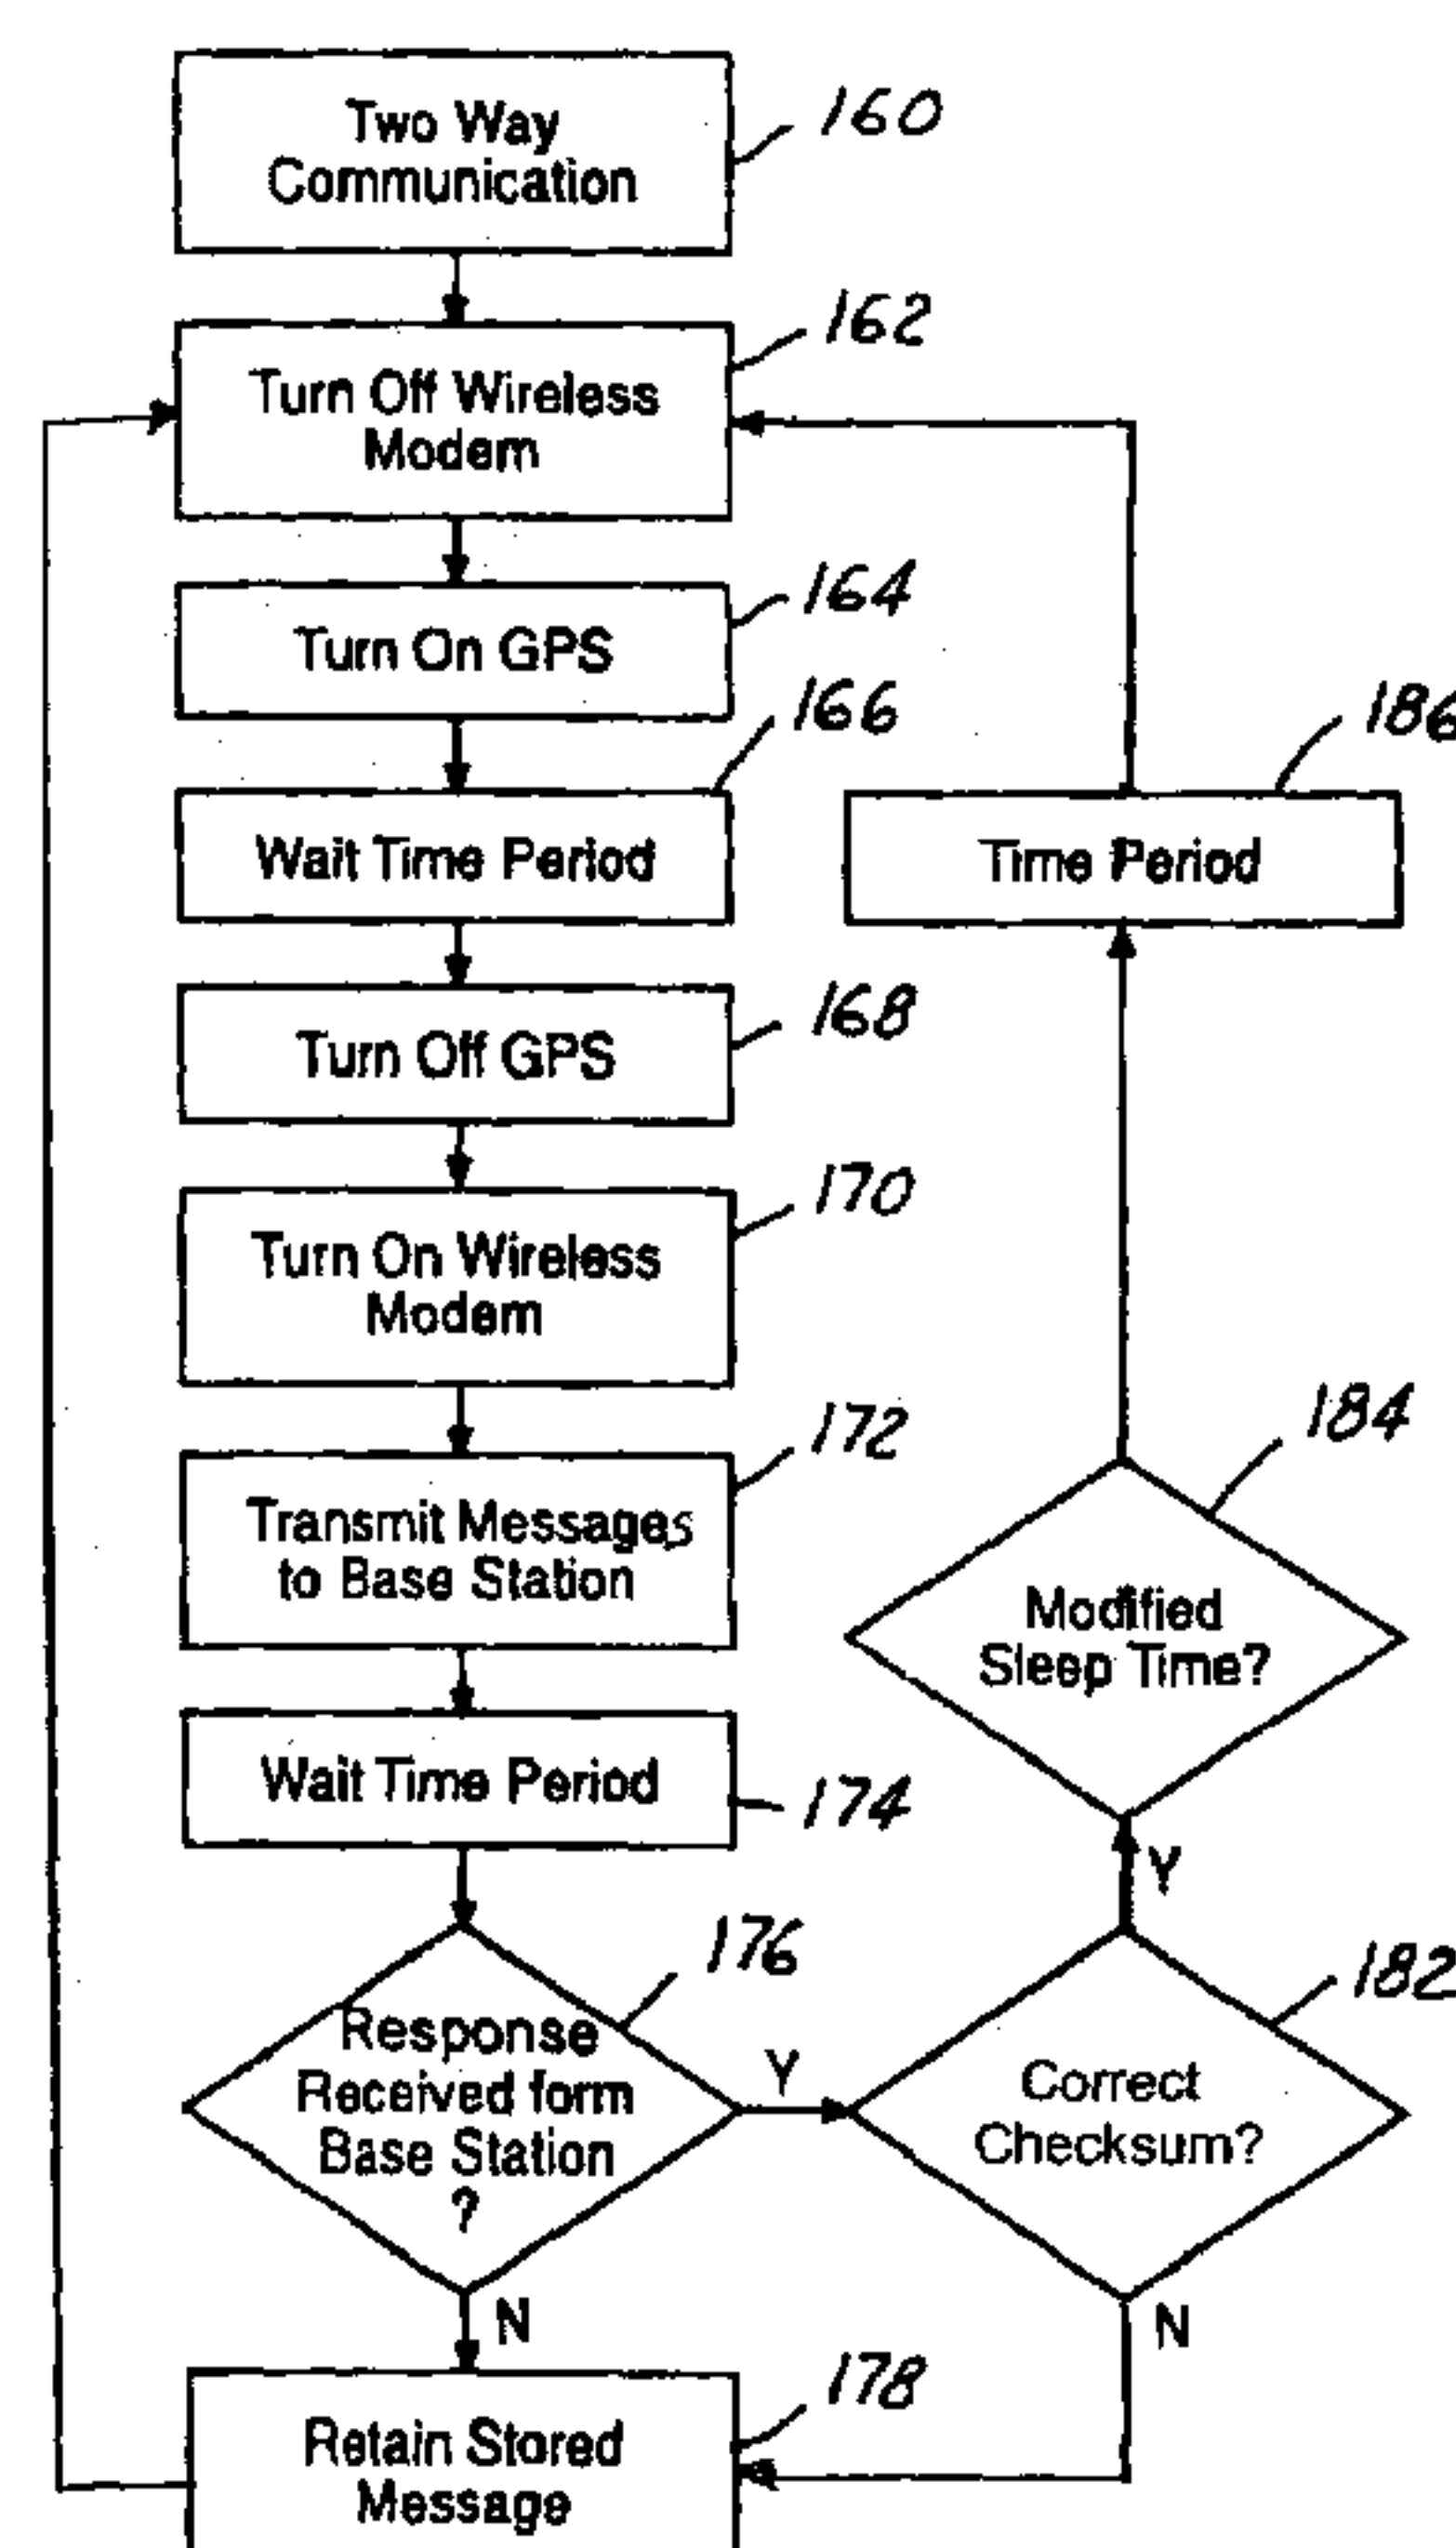 Two Way
Communication
160
Turn Off Wireless
Modem
162
Turn On GPS
164
Wait Time Period
166
Time Period
186
Turn Off GPS
168
Turn On Wireless
Modem
170
Transmit Messages
to Base Station
172
Modified
Sleep Time?
184
Wait Time Period
174
Y
Response
Received form
Base Station
?
176
Y
Correct
Checksum?
182
N
N
Retain Stored
Message
178